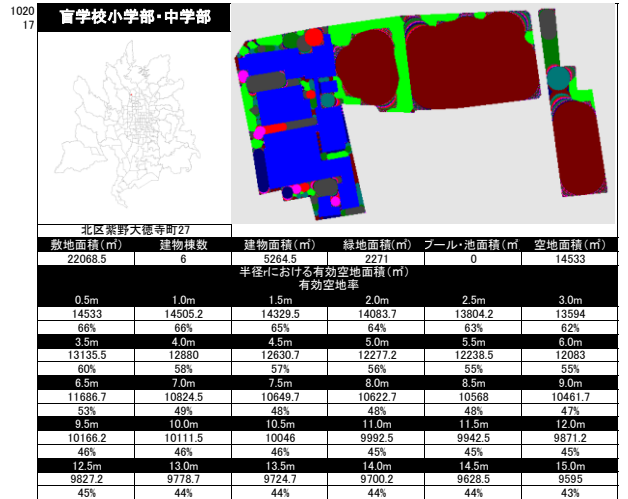 1020
17
盲学校小学部・中学部
北区紫野大徳寺町27
敷地面積(㎡) 建物棟数 建物面積(㎡) 緑地面積(㎡) プール・池面積(㎡ 空地面積(㎡)
22068.5 6 5264.5 2271 0 14533
半径rにおける有効空地面積(㎡)
有効空地率
0.5m 1.0m 1.5m 2.0m 2.5m 3.0m
14533 14505.2 14329.5 14083.7 13804.2 13594
66% 66% 65% 64% 63% 62%
3.5m 4.0m 4.5m 5.0m 5.5m 6.0m
13135.5 12880 12630.7 12277.2 12238.5 12083
60% 58% 57% 56% 55% 55%
6.5m 7.0m 7.5m 8.0m 8.5m 9.0m
11686.7 10824.5 10649.7 10622.7 10568 10461.7
53% 49% 48% 48% 48% 47%
9.5m 10.0m 10.5m 11.0m 11.5m 12.0m
10166.2 10111.5 10046 9992.5 9942.5 9871.2
46% 46% 46% 45% 45% 45%
12.5m 13.0m 13.5m 14.0m 14.5m 15.0m
9827.2 9778.7 9724.7 9700.2 9628.5 9595
45% 44% 44% 44% 44% 43%